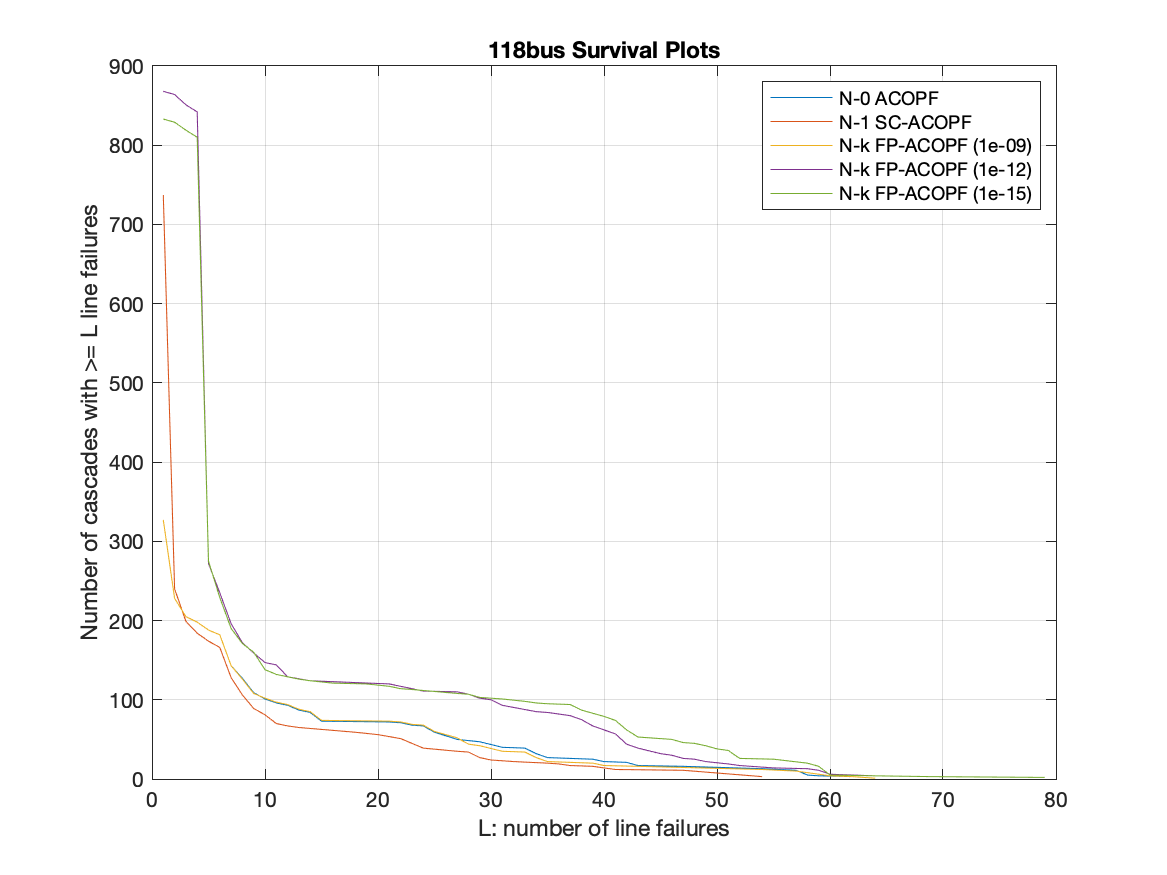 118bus Survival Plots
900
800
700
600
500
400
300
200
100
0
Number of cascades with >= L line failures
N-0 ACOPF
N-1 SC-ACOPF
N-k FP-ACOPF (1e-09)
N-k FP-ACOPF (1e-12)
N-k FP-ACOPF (1e-15)
0 10 20 30 40 50 60 70 80
L: number of line failures